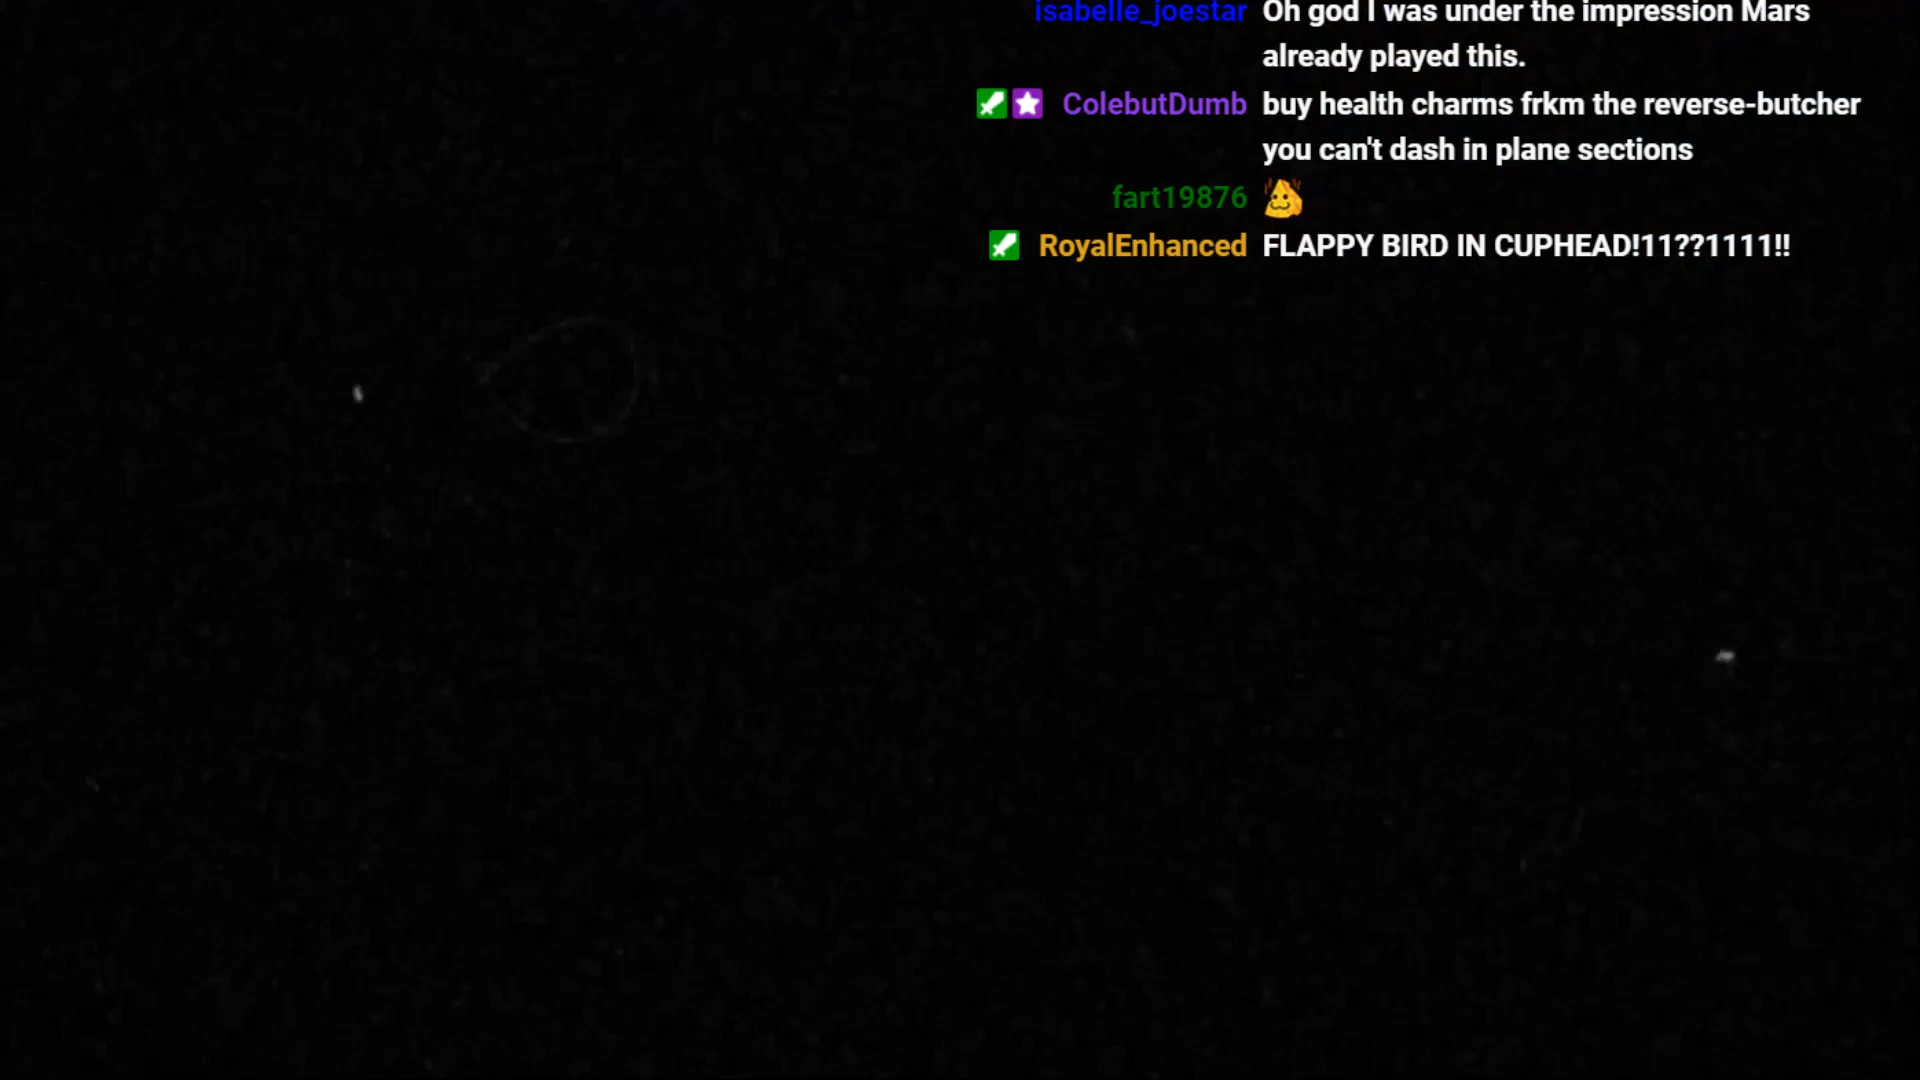 isabelle_joestar Oh god I was under the impression Mars
already played this.
ColebutDumb buy health charms frkm the reverse-butcher
you can't dash in plane sections
fart19876
RoyalEnhanced FLAPPY BIRD IN CUPHEAD!11??1111!!